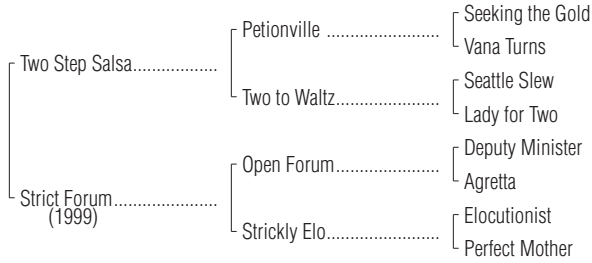 Seeking the Gold
Petionville ......................
Vana Turns
Two Step Salsa.................
Seattle Slew
Two to Waltz....................
Lady for Two
Deputy Minister
Open Forum....................
Agretta
Strict Forum....................
(1999)
Elocutionist
Strickly Elo......................
Perfect Mother